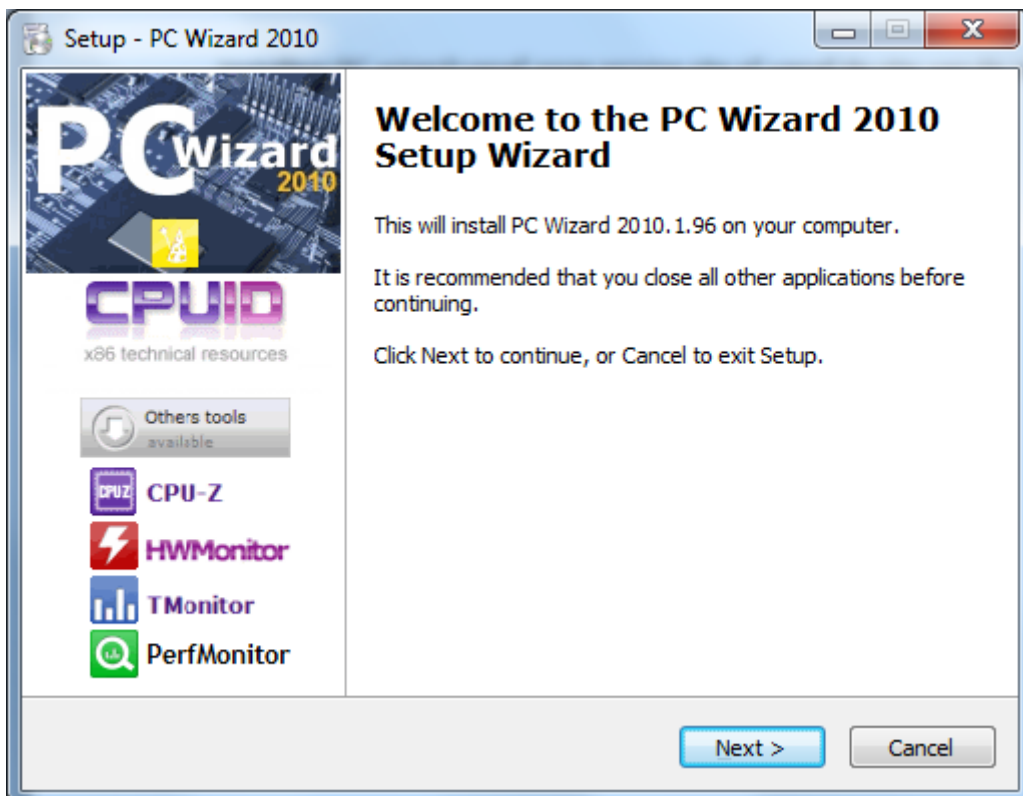 Setup - PC Wizard 2010
PC Wizard
2010
CPUID
x86 technical resources
Others tools
available
CPUZ
CPU-Z
HWMonitor
TMonitor
PerfMonitor
Welcome to the PC Wizard 2010
Setup Wizard
This will install PC Wizard 2010.1.96 on your computer.
It is recommended that you close all other applications before
continuing.
Click Next to continue, or Cancel to exit Setup.
Next >
Cancel